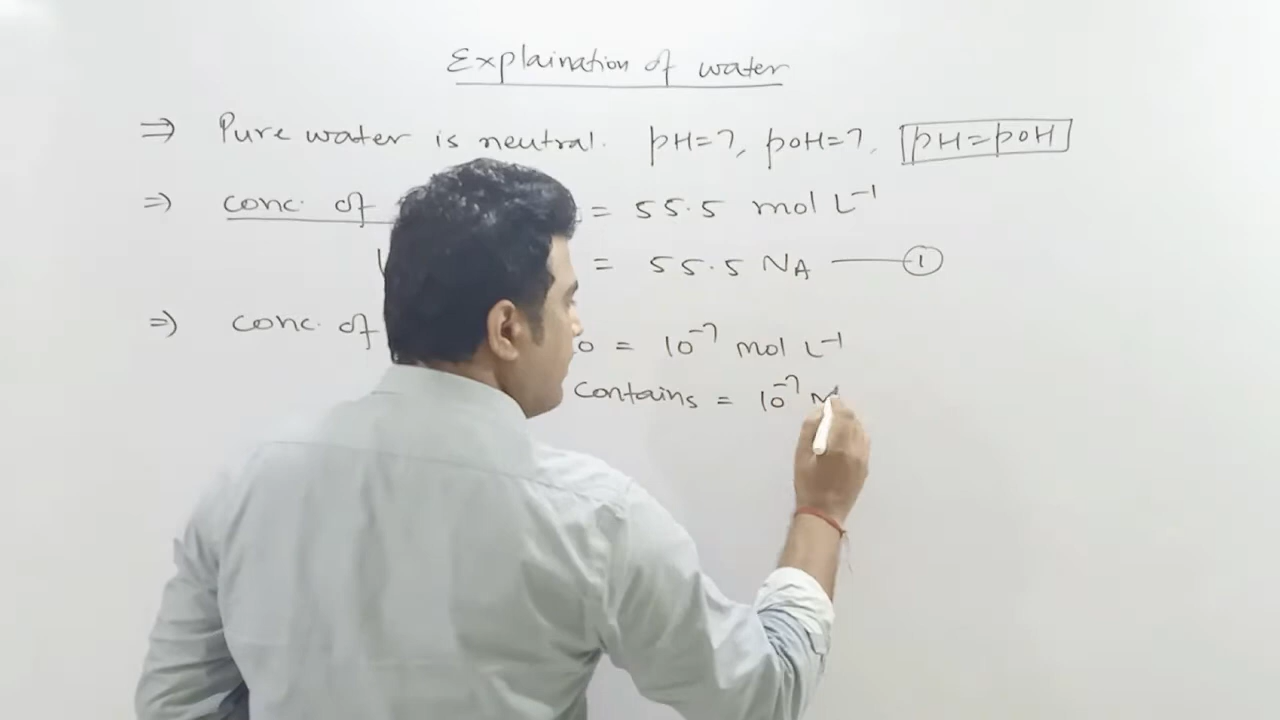 Explaination of water
⇒ Pure water is neutral. pH=7, pOH=7, pH=pOH
⇒ conc. of = 55.5 mol L⁻¹
= 55.5 NA — 1
⇒ conc. of = 10⁻⁷ mol L⁻¹
contains = 10⁻⁷ N